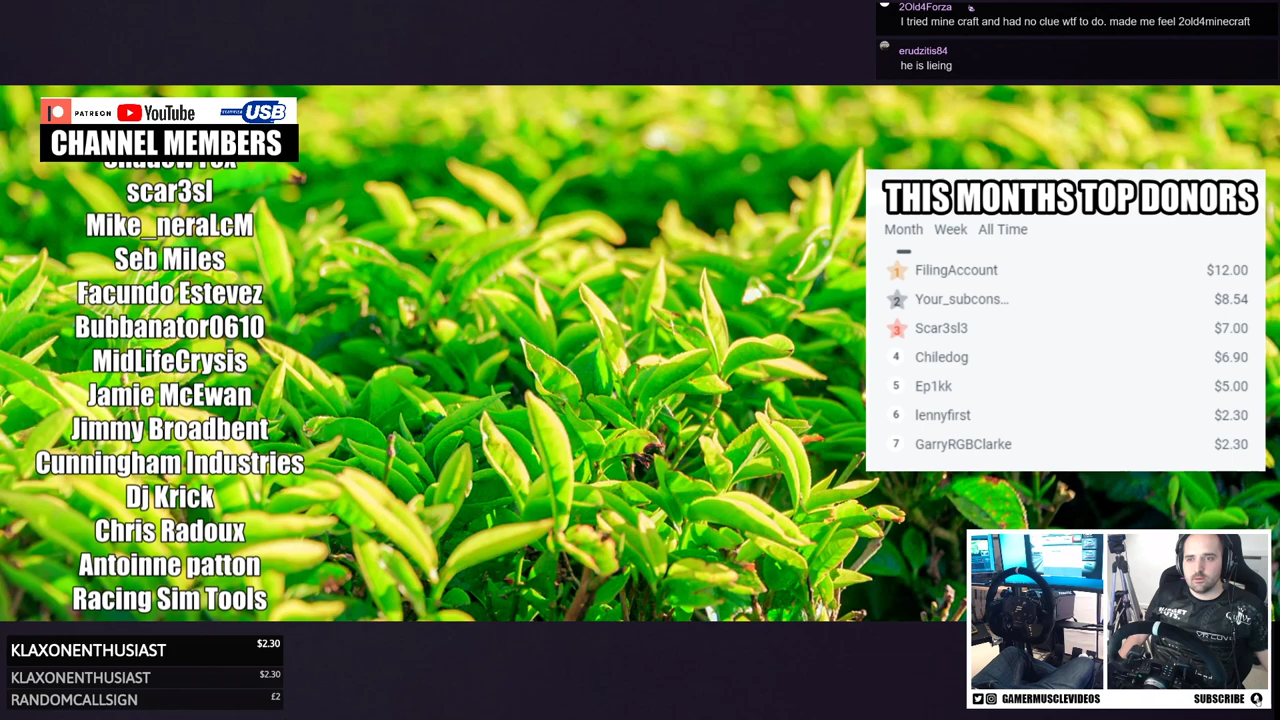 2Old4Forza
I tried mine craft and had no clue wtf to do. made me feel 2old4minecraft
erudzitis84
he is lieing
PATREON YouTube USB
CHANNEL MEMBERS
scar3sl
Mike_neraLcM
Seb Miles
Facundo Estevez
Bubbanator0610
MidLifeCrysis
Jamie McEwan
Jimmy Broadbent
Cunningham Industries
Dj Krick
Chris Radoux
Antoinne patton
Racing Sim Tools
THIS MONTHS TOP DONORS
Month Week All Time
1 FilingAccount $12.00
2 Your_subcons... $8.54
3 Scar3sl3 $7.00
4 Chiledog $6.90
5 Ep1kk $5.00
6 lennyfirst $2.30
7 GarryRGBClarke $2.30
KLAXONENTHUSIAST $2.30
KLAXONENTHUSIAST $2.30
RANDOMCALLSIGN £2
GAMERMUSCLEVIDEOS SUBSCRIBE